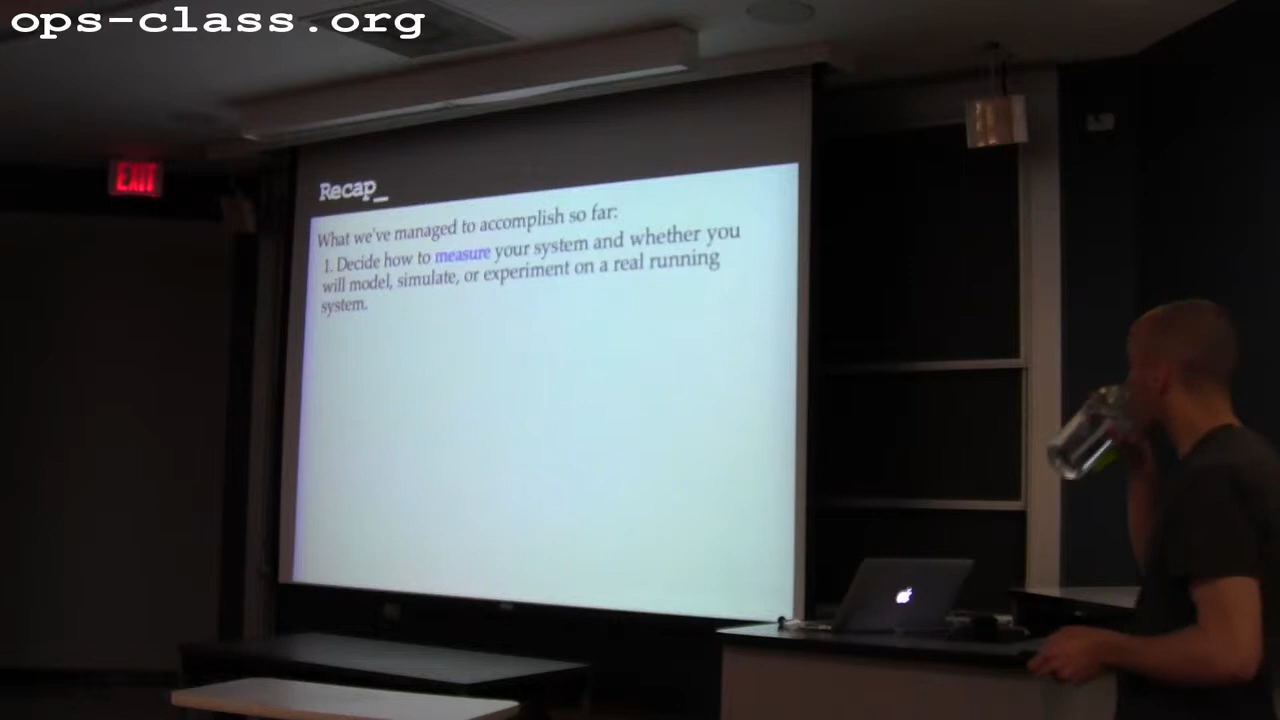 ops-class.org
EXIT
Recap_
What we've managed to accomplish so far:
1. Decide how to measure your system and whether you
will model, simulate, or experiment on a real running
system.